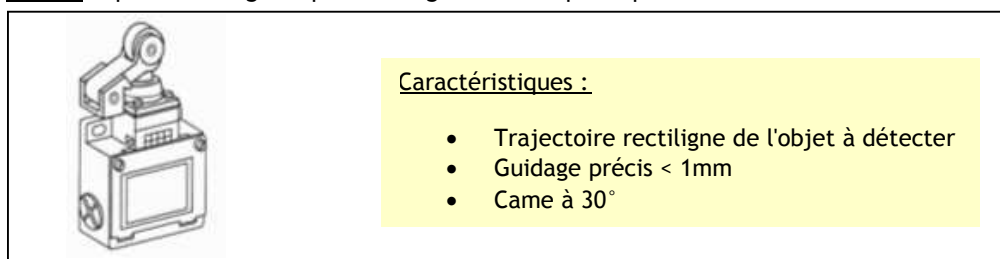 Caractéristiques :
• Trajectoire rectiligne de l'objet à détecter
• Guidage précis < 1mm
• Came à 30°